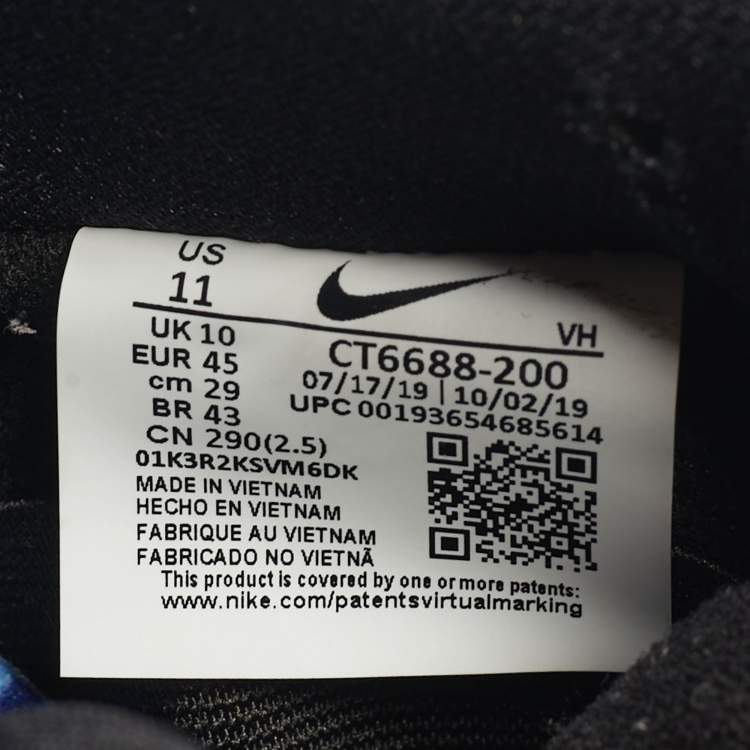 US
11
VH
UK 10
EUR 45
cm 29
BR 43
CN 290(2.5)
01K3R2KSVM6DK
MADE IN VIETNAM
HECHO EN VIETNAM
FABRIQUE AU VIETNAM
FABRICADO NO VIETNÃ
CT6688-200
07/17/19 | 10/02/19
UPC 00193654685614
This product is covered by one or more patents:
www.nike.com/patentsvirtualmarking